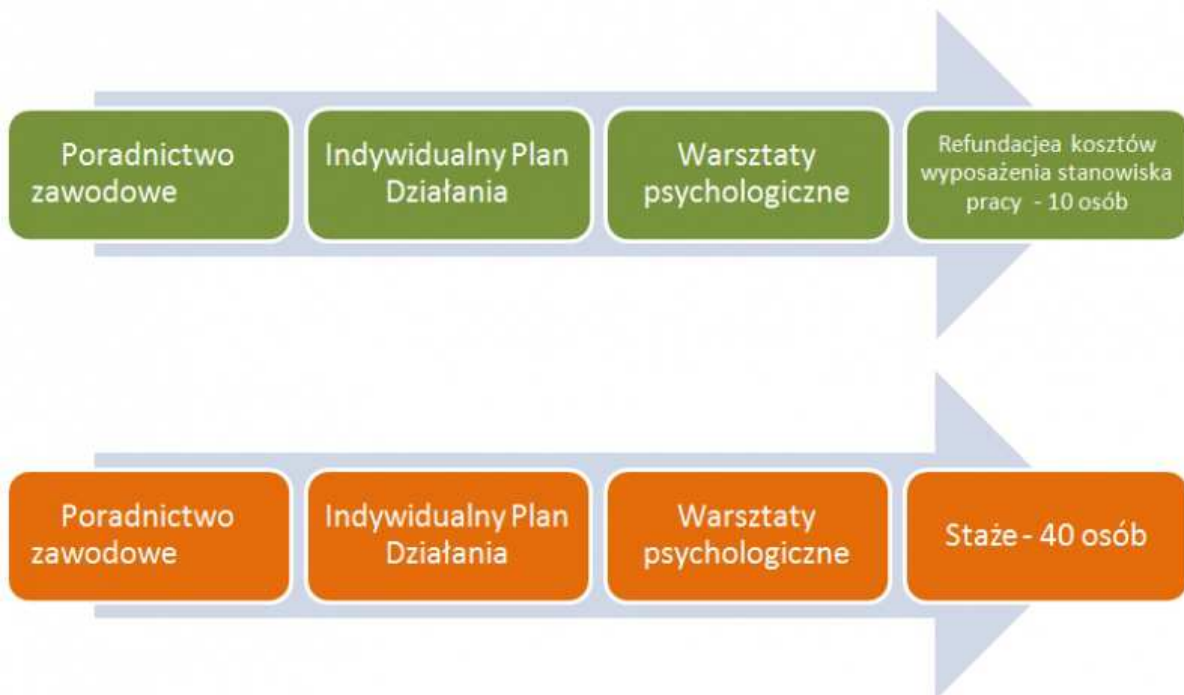 Poradnictwo
zawodowe
Indywidualny Plan
Działania
Warsztaty
psychologiczne
Refundacjea kosztów
wyposażenia stanowiska
pracy - 10 osób
Poradnictwo
zawodowe
Indywidualny Plan
Działania
Warsztaty
psychologiczne
Staże - 40 osób